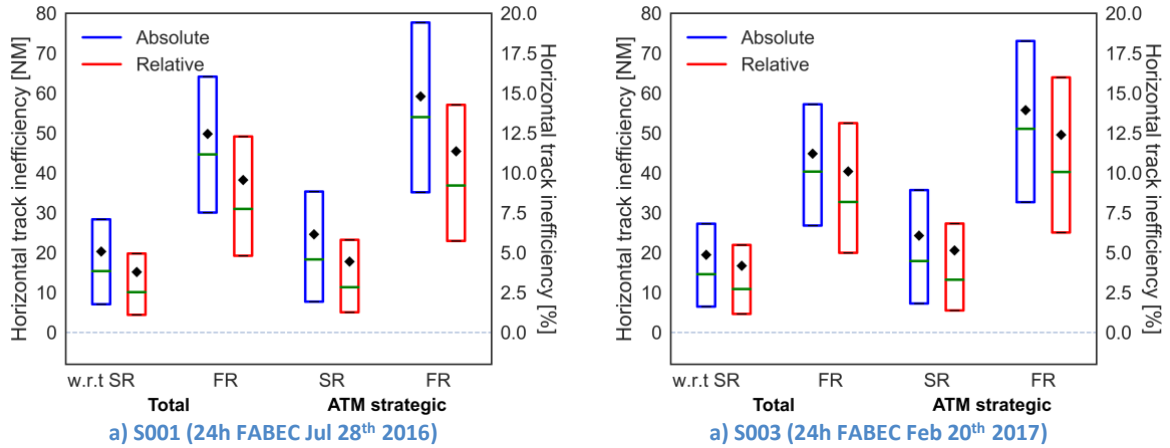 Horizontal track inefficiency [NM]
80
70
60
50
40
30
20
10
0
Absolute
Relative
20.0
17.5
15.0
12.5
10.0
7.5
5.0
2.5
0.0
Horizontal track inefficiency [%]
w.r.t SR FR SR FR
Total ATM strategic
a) S001 (24h FABEC Jul 28th 2016)
Horizontal track inefficiency [NM]
80
70
60
50
40
30
20
10
0
Absolute
Relative
20.0
17.5
15.0
12.5
10.0
7.5
5.0
2.5
0.0
Horizontal track inefficiency [%]
w.r.t SR FR SR FR
Total ATM strategic
a) S003 (24h FABEC Feb 20th 2017)